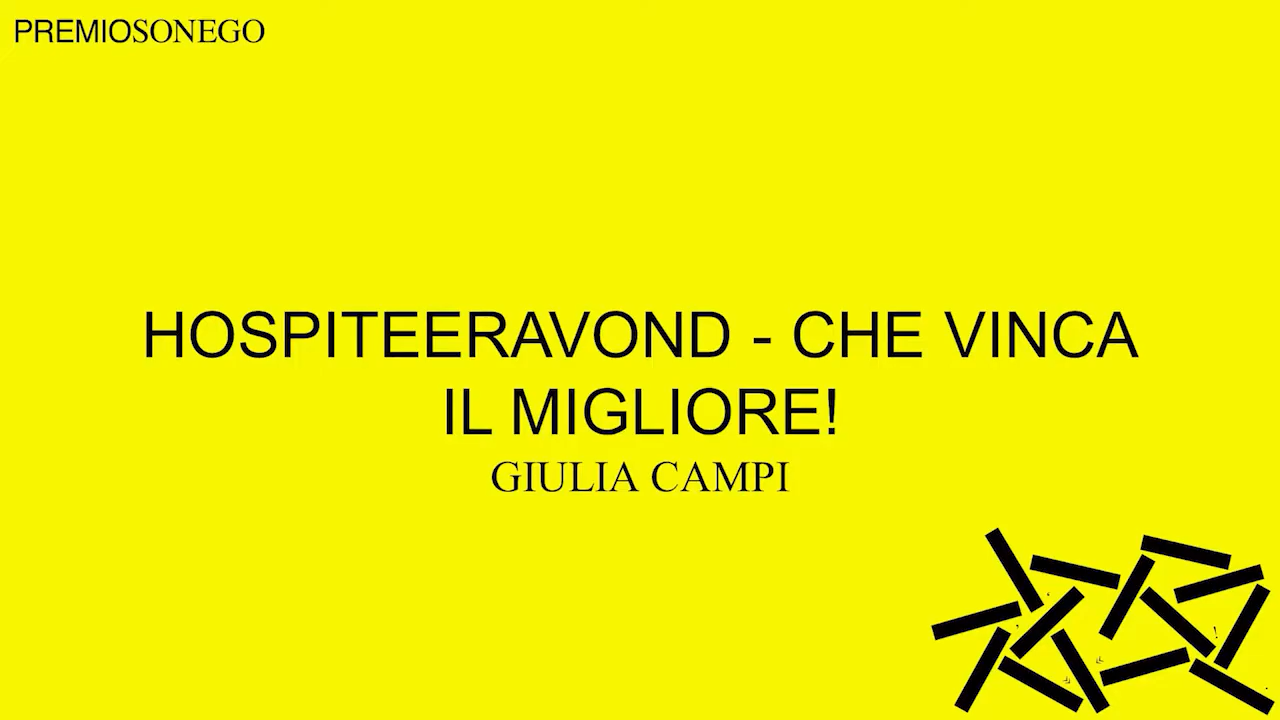 PREMIOSONEGO
HOSPITEERAVOND - CHE VINCA
IL MIGLIORE!
GIULIA CAMPI